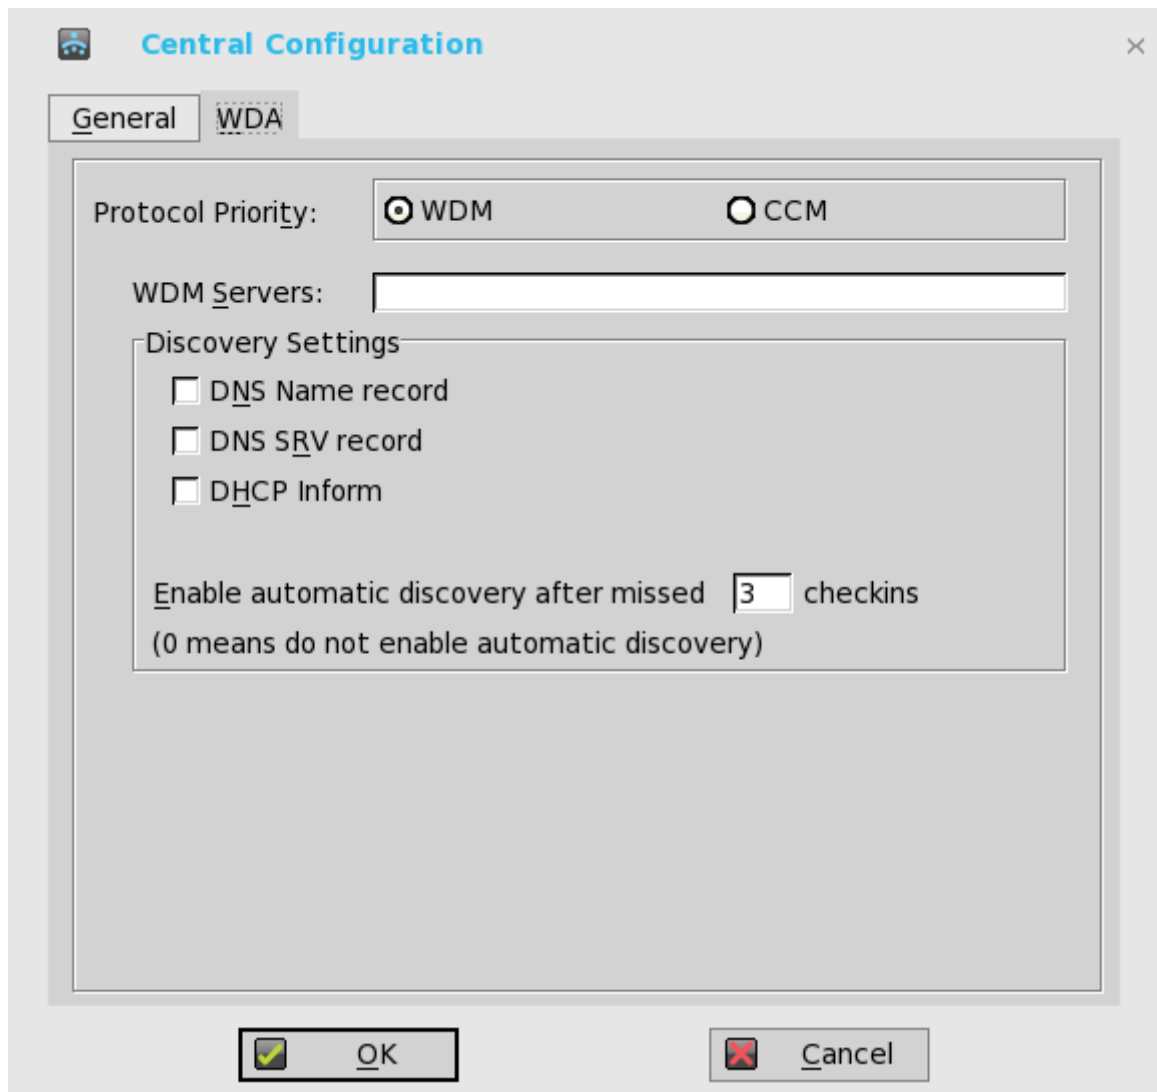 Central Configuration
General WDA
Protocol Priority: WDM CCM
WDM Servers:
Discovery Settings
DNS Name record
DNS SRV record
DHCP Inform
Enable automatic discovery after missed 3 checkins
(0 means do not enable automatic discovery)
OK Cancel